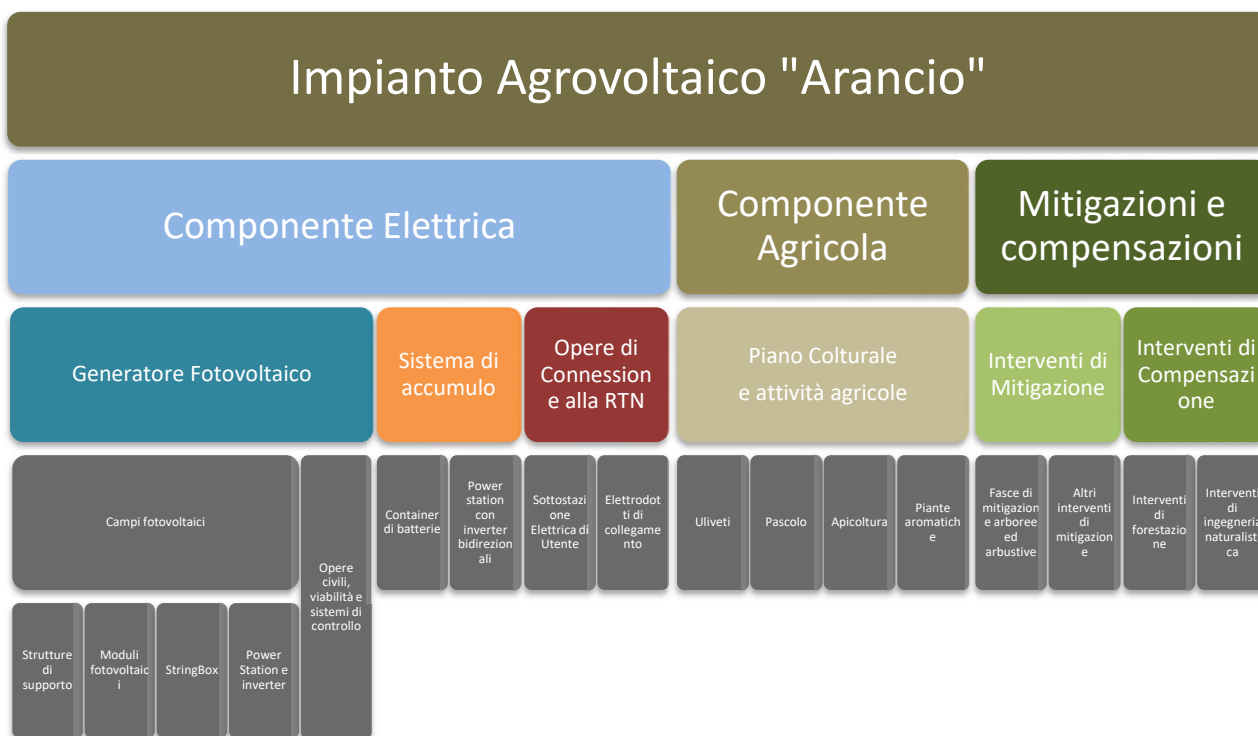 Impianto Agrovoltaico "Arancio"
Componente Elettrica
Componente
Agricola
Mitigazioni e
compensazioni
Generatore Fotovoltaico
Sistema di
accumulo
Opere di
Connession
e alla RTN
Piano Colturale
e attività agricole
Interventi di
Mitigazione
Interventi di
Compensazi
one
Campi fotovoltaici
Opere
civili,
viabilità e
sistemi di
controllo
Container
di batterie
Power
station
con
inverter
bidirezion
ali
Sottostazi
one
Elettrica di
Utente
Elettrodot
ti di
collegame
nto
Uliveti
Pascolo
Apicoltura
Piante
aromatich
e
Fasce di
mitigazion
e arboree
ed
arbustive
Altri
interventi
di
mitigazion
e
Interventi
di
forestazio
ne
Interventi
di
ingegneria
naturalisti
ca
Strutture
di
supporto
Moduli
fotovoltaic
i
StringBox
Power
Station e
inverter